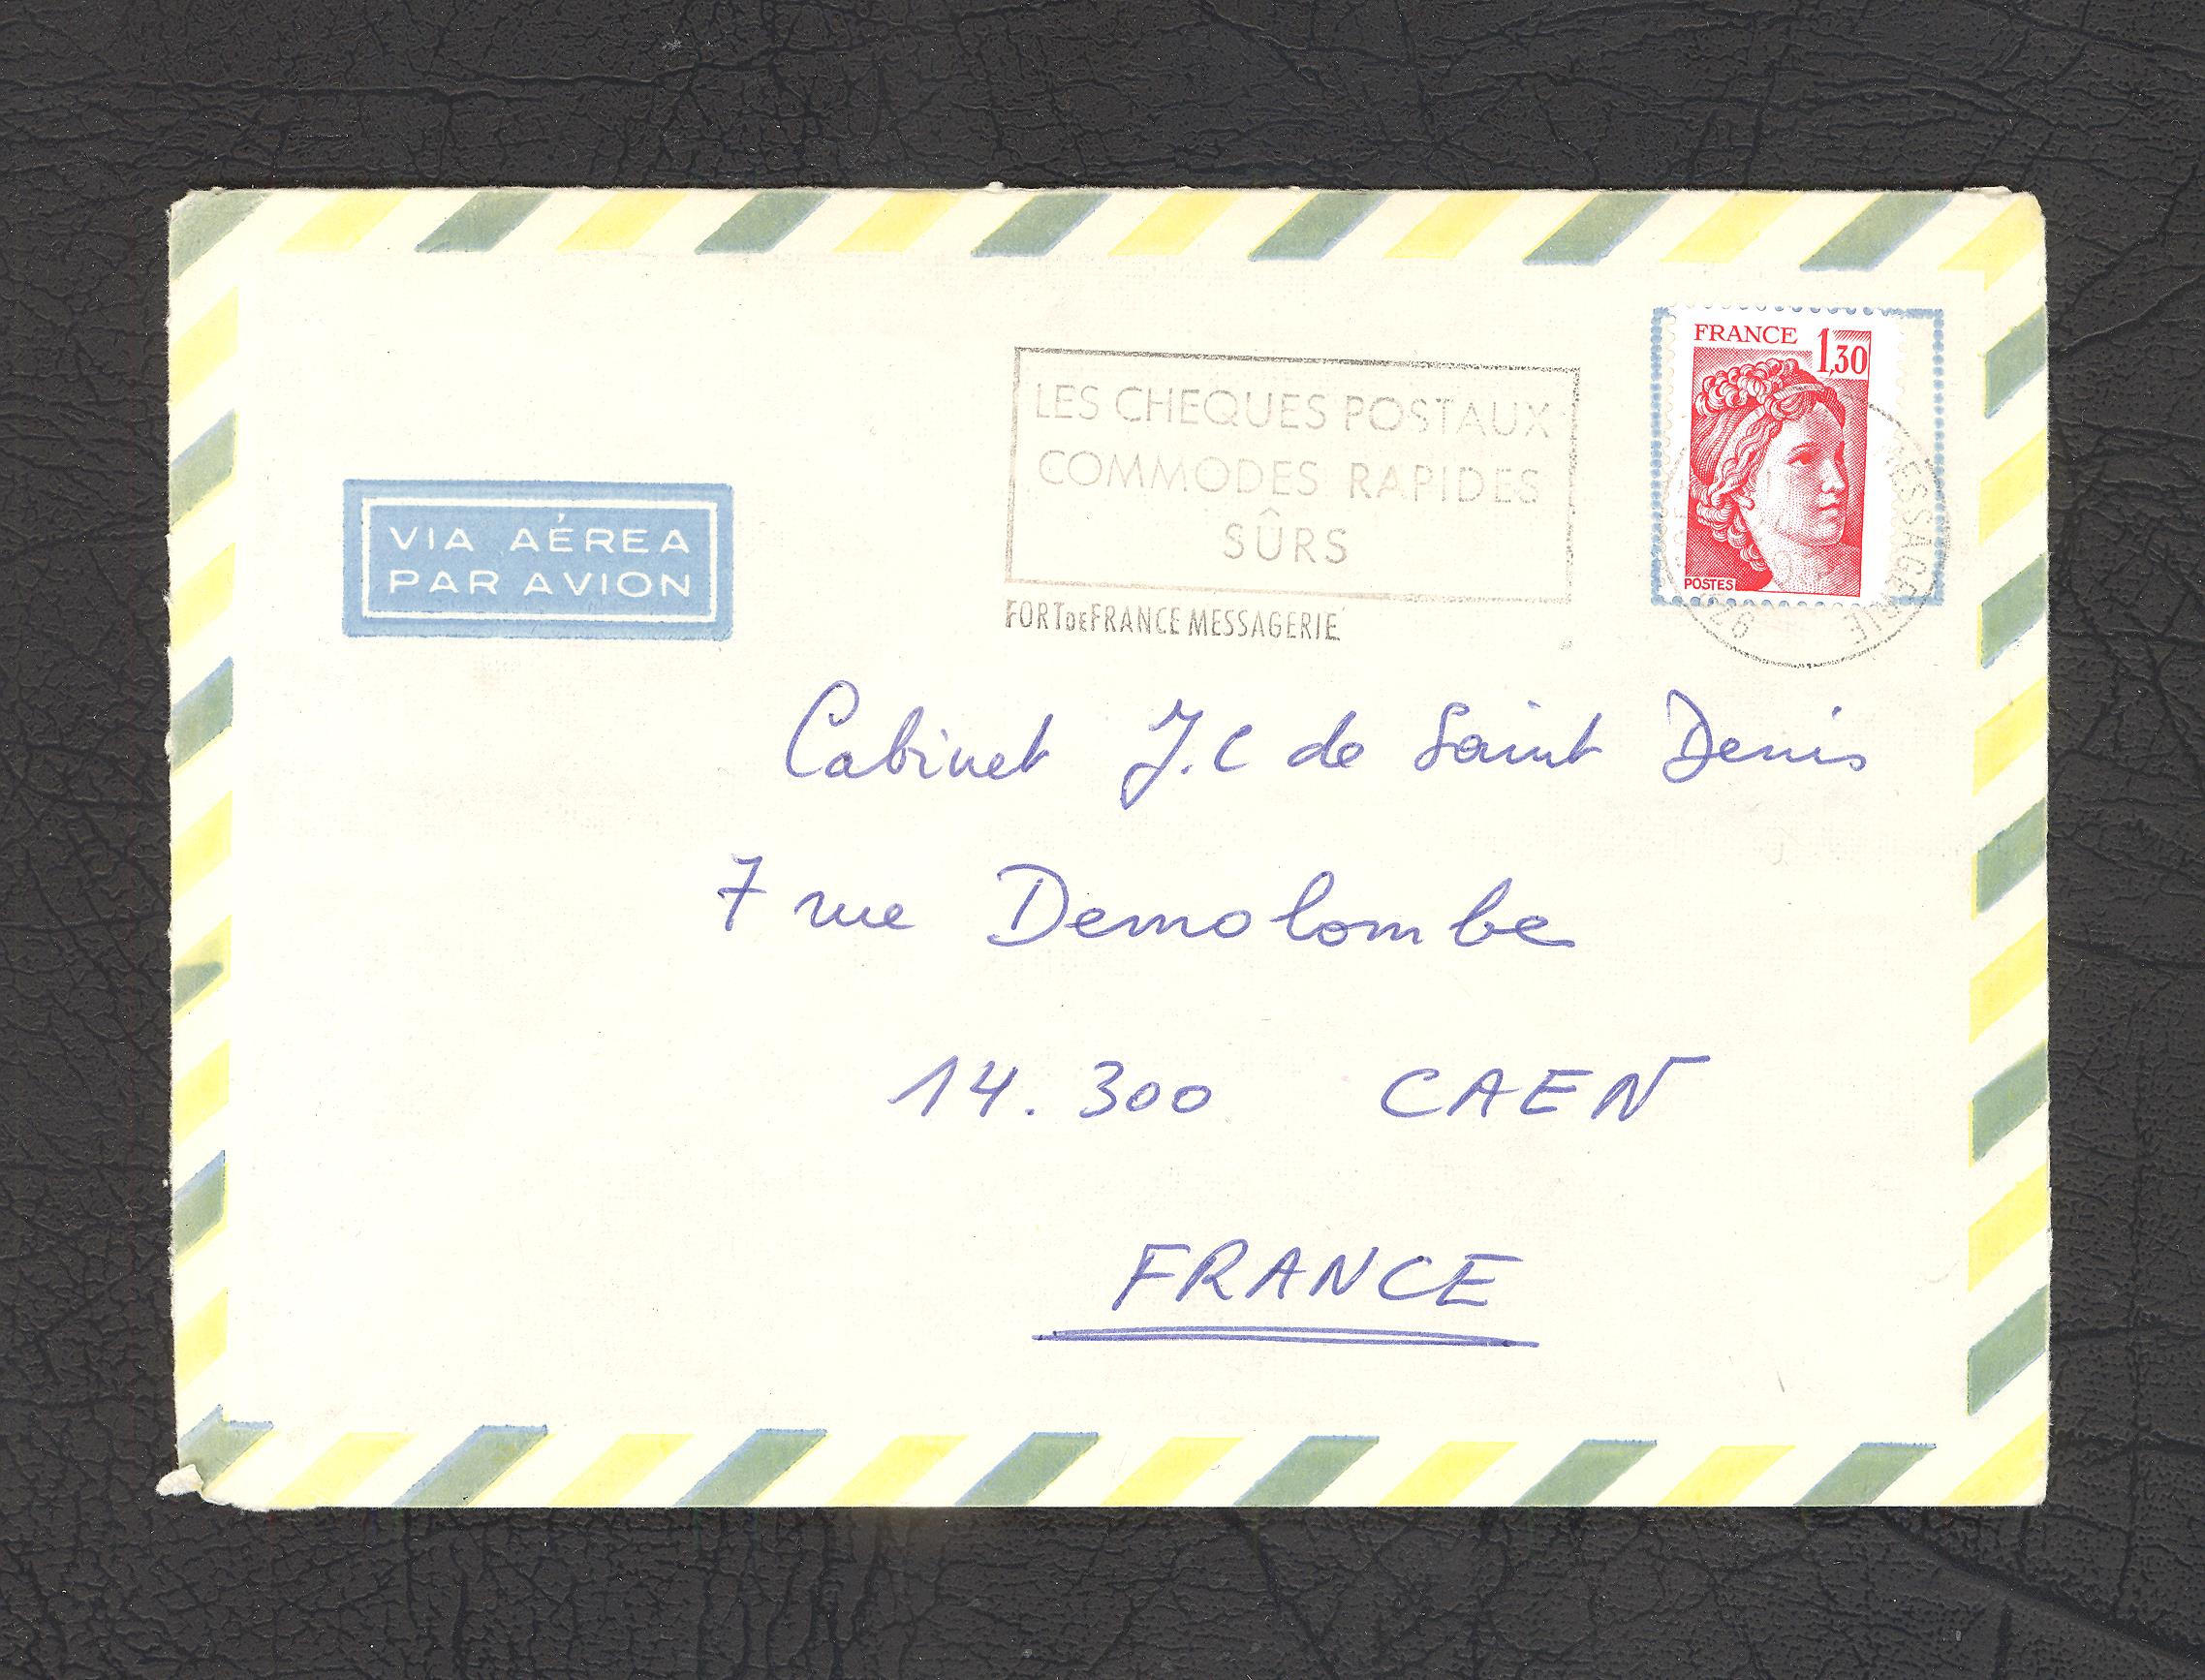 FRANCE 1,30
POSTES
LES CHEQUES POSTAUX
COMMODES RAPIDES
SÛRS
FORT DE FRANCE MESSAGERIE
MESSAGERIE
VIA AÉREA
PAR AVION
Cabinet J.C de Saint Denis
7 rue Demolombe
14.300 CAEN
FRANCE